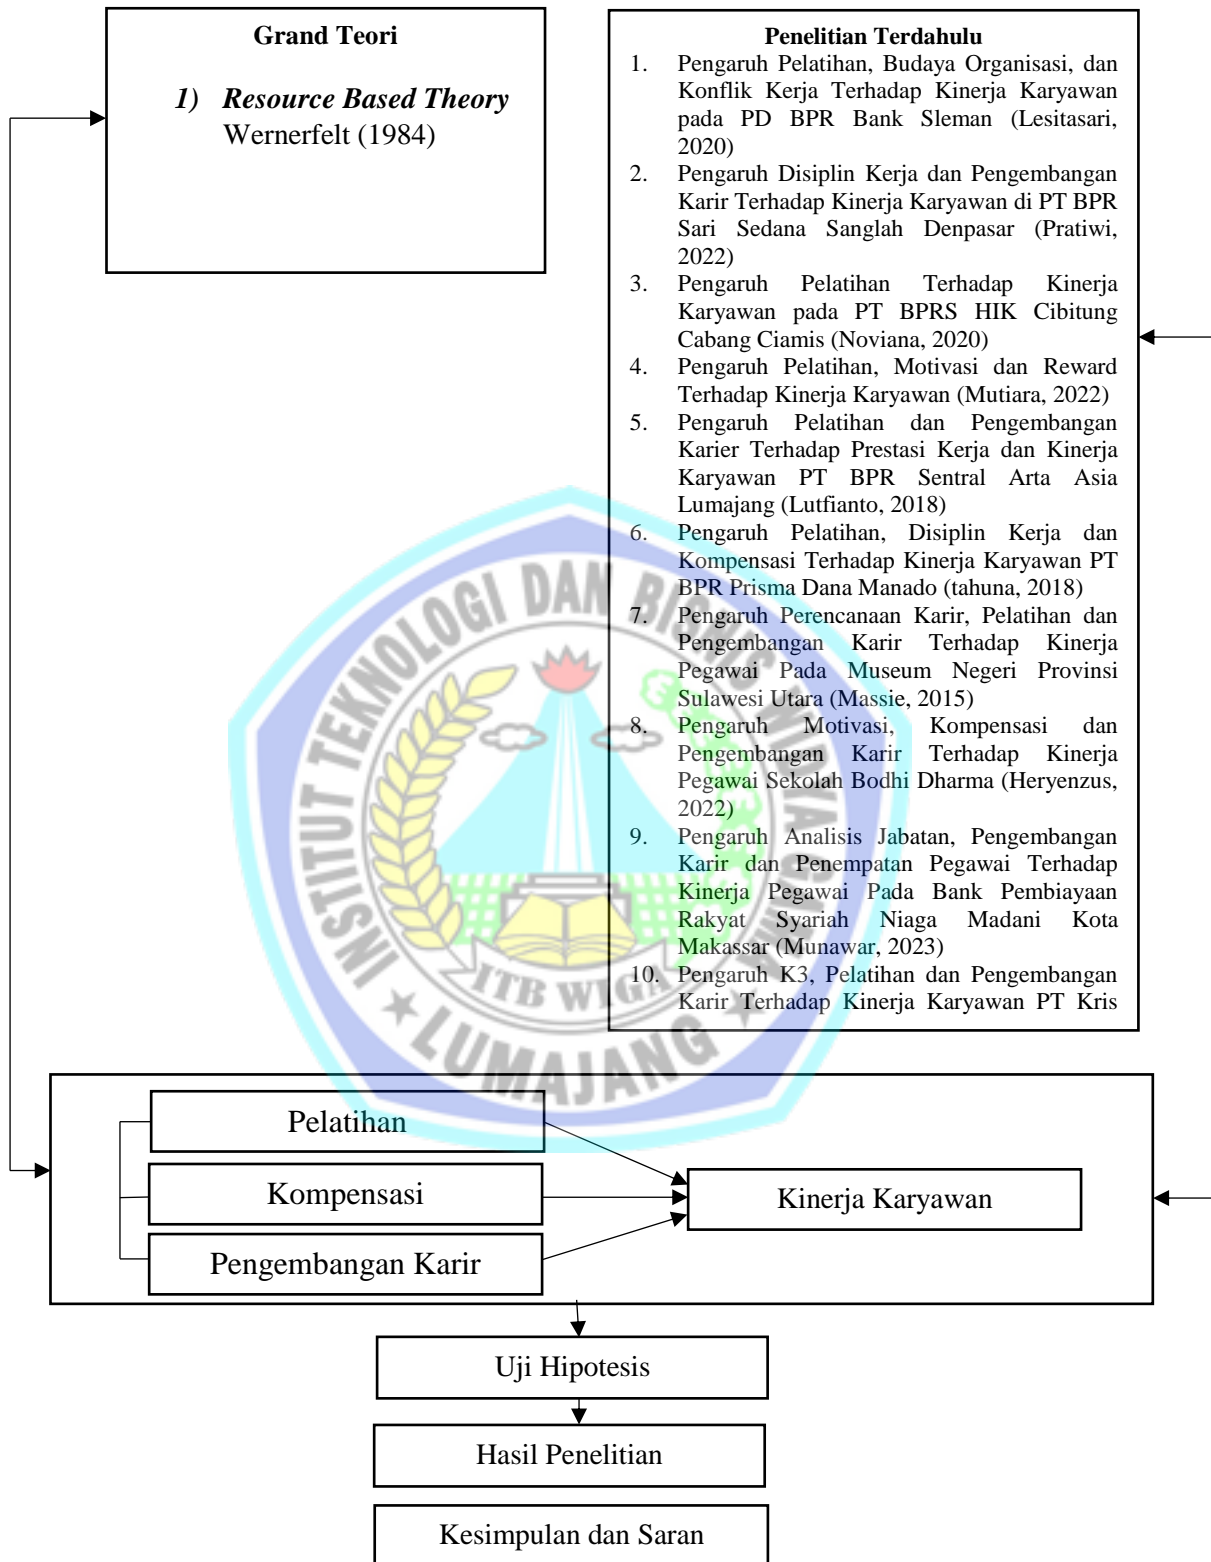 Grand Teori
1) Resource Based Theory
Wernerfelt (1984)
Penelitian Terdahulu
1. Pengaruh Pelatihan, Budaya Organisasi, dan
Konflik Kerja Terhadap Kinerja Karyawan
pada PD BPR Bank Sleman (Lesitasari,
2020)
2. Pengaruh Disiplin Kerja dan Pengembangan
Karir Terhadap Kinerja Karyawan di PT BPR
Sari Sedana Sanglah Denpasar (Pratiwi,
2022)
3. Pengaruh Pelatihan Terhadap Kinerja
Karyawan pada PT BPRS HIK Cibitung
Cabang Ciamis (Noviana, 2020)
4. Pengaruh Pelatihan, Motivasi dan Reward
Terhadap Kinerja Karyawan (Mutiara, 2022)
5. Pengaruh Pelatihan dan Pengembangan
Karier Terhadap Prestasi Kerja dan Kinerja
Karyawan PT BPR Sentral Arta Asia
Lumajang (Lutfianto, 2018)
6. Pengaruh Pelatihan, Disiplin Kerja dan
Kompensasi Terhadap Kinerja Karyawan PT
BPR Prisma Dana Manado (tahuna, 2018)
7. Pengaruh Perencanaan Karir, Pelatihan dan
Pengembangan Karir Terhadap Kinerja
Pegawai Pada Museum Negeri Provinsi
Sulawesi Utara (Massie, 2015)
8. Pengaruh Motivasi, Kompensasi dan
Pengembangan Karir Terhadap Kinerja
Pegawai Sekolah Bodhi Dharma (Heryenzus,
2022)
9. Pengaruh Analisis Jabatan, Pengembangan
Karir dan Penempatan Pegawai Terhadap
Kinerja Pegawai Pada Bank Pembiayaan
Rakyat Syariah Niaga Madani Kota
Makassar (Munawar, 2023)
10. Pengaruh K3, Pelatihan dan Pengembangan
Karir Terhadap Kinerja Karyawan PT Kris
INSTITUT TEKNOLOGI DAN BISNIS WIDYA GAMA
ITB WIGA
LUMAJANG
Pelatihan
Kompensasi
Pengembangan Karir
Kinerja Karyawan
Uji Hipotesis
Hasil Penelitian
Kesimpulan dan Saran